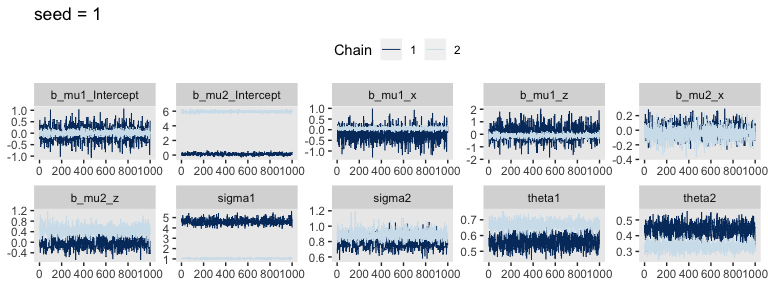 seed = 1
Chain 1 2
b_mu1_Intercept b_mu2_Intercept b_mu1_x b_mu1_z b_mu2_x
1.0 0.5 0.0 -0.5 -1.0
6 4 2 0
1.0 0.5 0.0 -0.5 -1.0
2 1 0 -1 -2
0.2 0.0 -0.2 -0.4
0 200 400 600 8001000 0 200 400 600 8001000 0 200 400 600 8001000 0 200 400 600 8001000 0 200 400 600 8001000
b_mu2_z sigma1 sigma2 theta1 theta2
1.2 0.8 0.4 0.0 -0.4
5 4 3 2 1
1.2 1.0 0.8 0.6
0.7 0.6 0.5
0.5 0.4 0.3
0 200 400 600 8001000 0 200 400 600 8001000 0 200 400 600 8001000 0 200 400 600 8001000 0 200 400 600 8001000